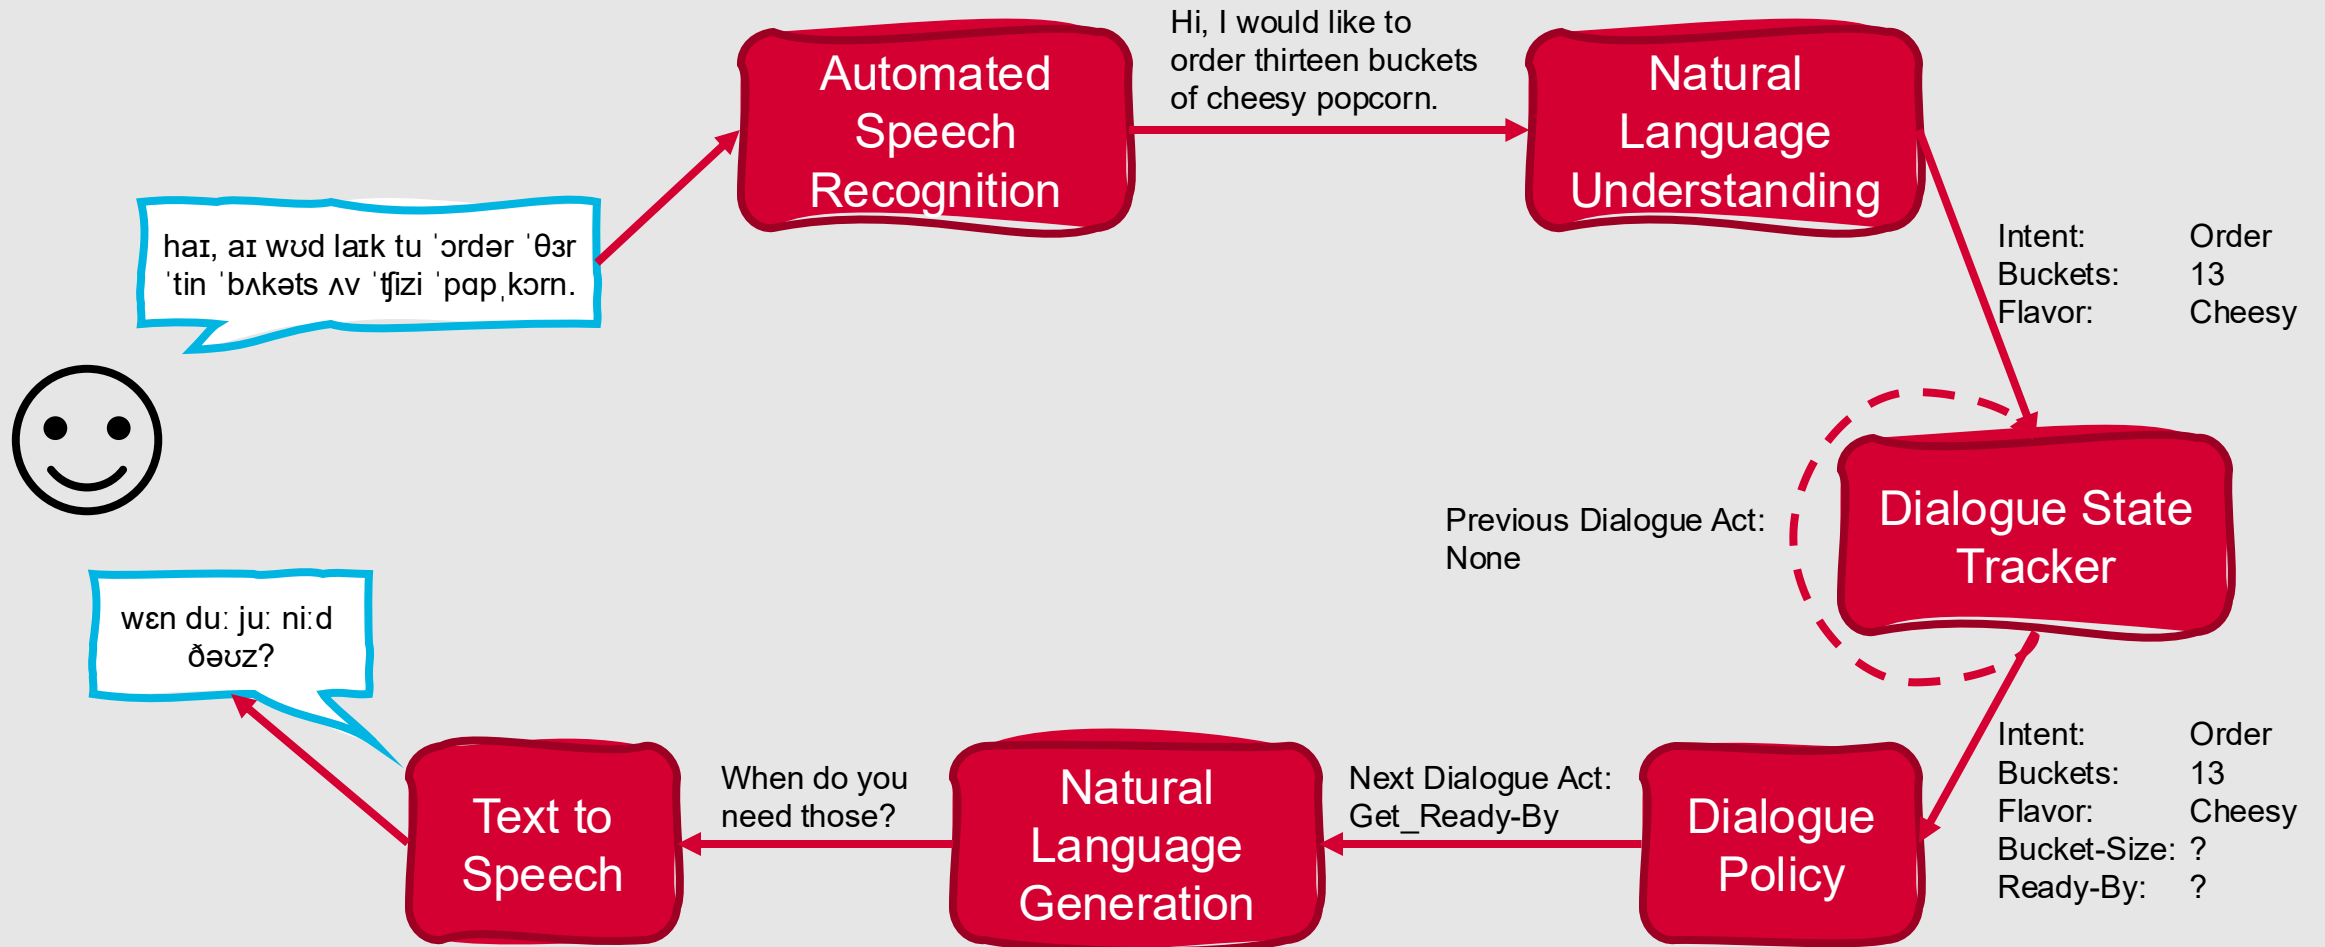 Hi, I would like to
order thirteen buckets
of cheesy popcorn.
Automated
Speech
Recognition
Natural
Language
Understanding
haɪ, aɪ wʊd laɪk tu ˈɔrdər ˈθɜr
ˈtin ˈbʌkəts ʌv ˈʧizi ˈpɑpˌkɔrn.
Intent: Order
Buckets: 13
Flavor: Cheesy
Dialogue State
Tracker
Previous Dialogue Act:
None
wɛn duː juː niːd
ðəʊz?
Intent: Order
Buckets: 13
Flavor: Cheesy
Bucket-Size: ?
Ready-By: ?
Dialogue
Policy
Next Dialogue Act:
Get_Ready-By
Natural
Language
Generation
When do you
need those?
Text to
Speech